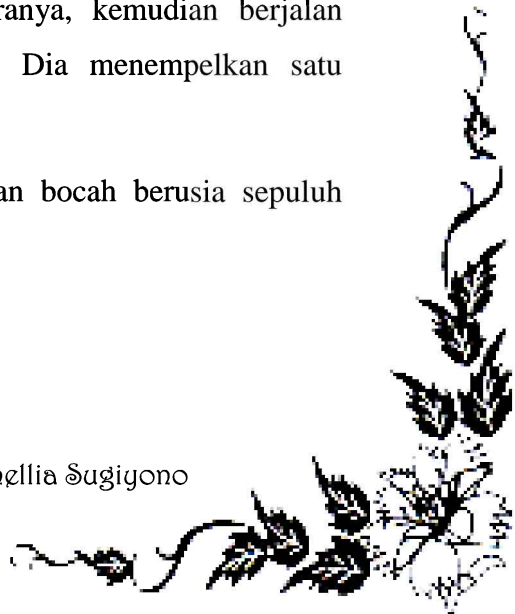 ranya, kemudian berjalan
Dia menempelkan satu
an bocah berusia sepuluh
ellia Sugiyono